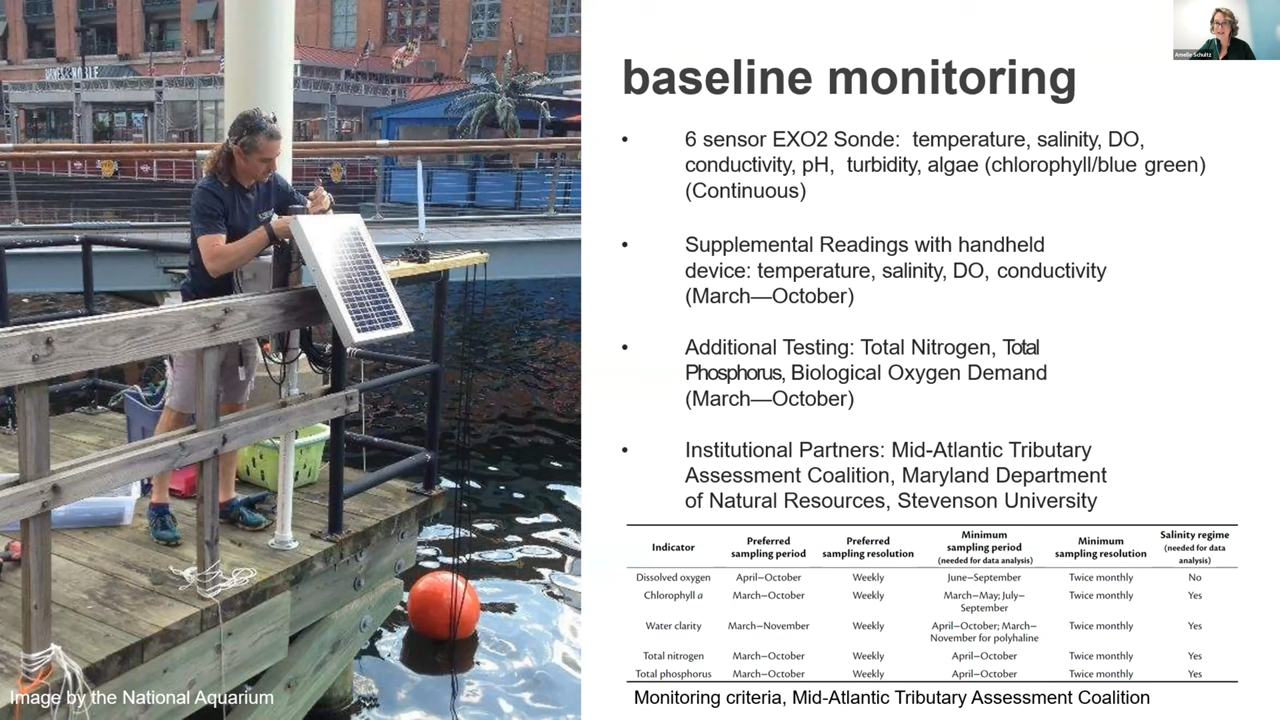 BARNES & NOBLE
Amelle Schultz
baseline monitoring
• 6 sensor EXO2 Sonde: temperature, salinity, DO,
conductivity, pH, turbidity, algae (chlorophyll/blue green)
(Continuous)
• Supplemental Readings with handheld
device: temperature, salinity, DO, conductivity
(March—October)
• Additional Testing: Total Nitrogen, Total
Phosphorus, Biological Oxygen Demand
(March—October)
• Institutional Partners: Mid-Atlantic Tributary
Assessment Coalition, Maryland Department
of Natural Resources, Stevenson University
Indicator Preferred sampling period Preferred sampling resolution Minimum sampling period (needed for data analysis) Minimum sampling resolution Salinity regime (needed for data analysis)
Dissolved oxygen April–October Weekly June–September Twice monthly No
Chlorophyll a March–October Weekly March–May; July–September Twice monthly Yes
Water clarity March–November Weekly April–October; March–November for polyhaline Twice monthly Yes
Total nitrogen March–October Weekly April–October Twice monthly Yes
Total phosphorus March–October Weekly April–October Twice monthly Yes
Image by the National Aquarium
Monitoring criteria, Mid-Atlantic Tributary Assessment Coalition